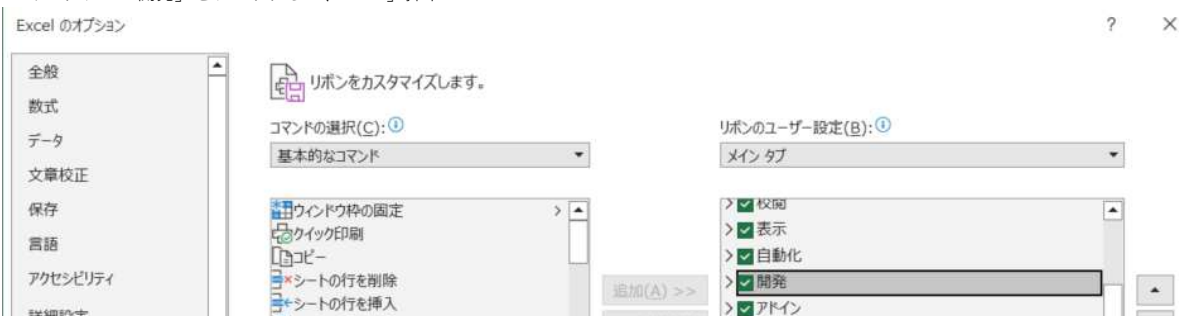 Excel のオプション ? ×
全般
数式
データ
文章校正
保存
言語
アクセシビリティ
詳細設定
リボンをカスタマイズします。
コマンドの選択(C):
基本的なコマンド
ウィンドウ枠の固定
クイック印刷
コピー
シートの行を削除
シートの行を挿入
追加(A) >>
リボンのユーザー設定(B):
メイン タブ
校閲
表示
自動化
開発
アドイン